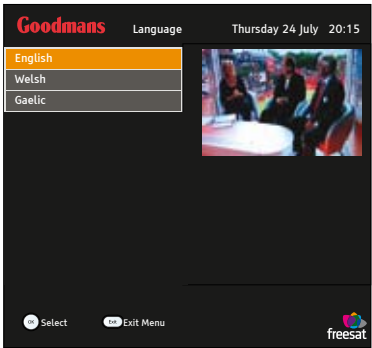 Goodmans Language Thursday 24 July 20:15
English
Welsh
Gaelic
OK Select Exit Exit Menu
freesat